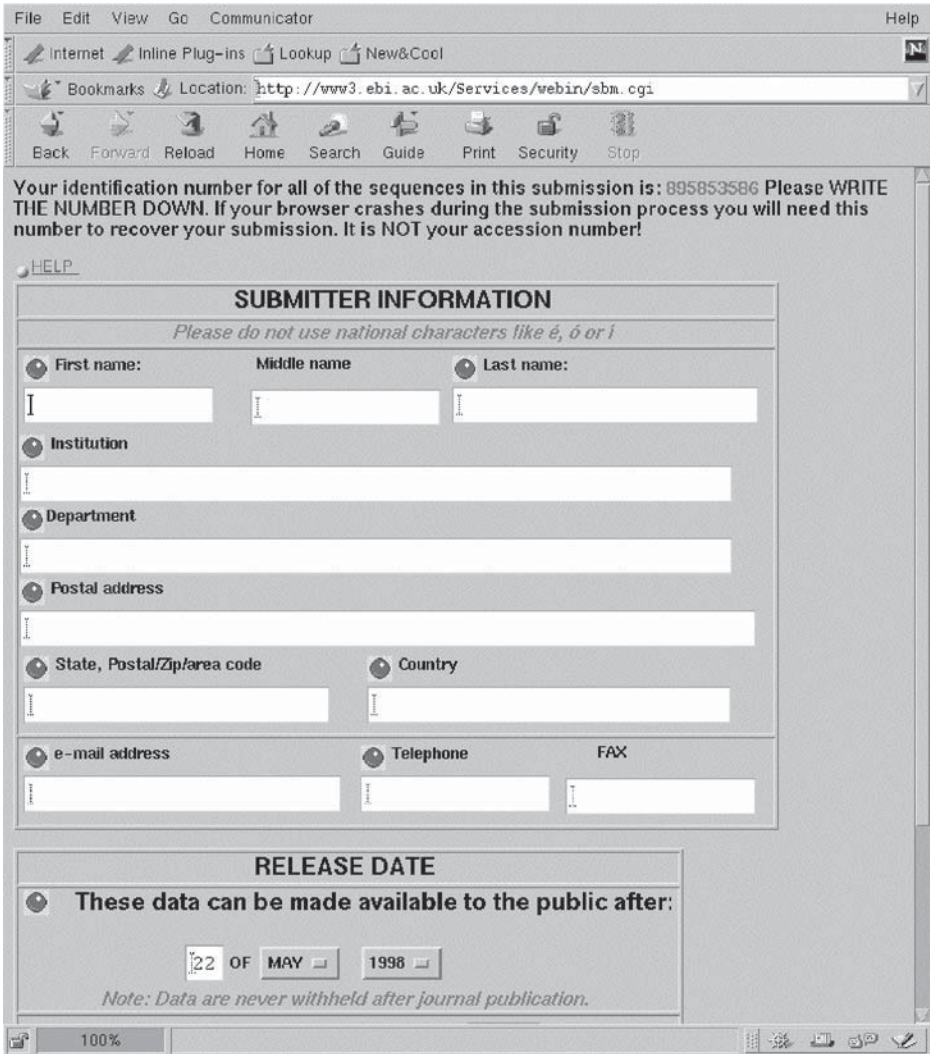 File Edit View Go Communicator Help
Internet Inline Plug-ins Lookup New&Cool N
Bookmarks Location: http://www3.ebi.ac.uk/Services/webin/sbm.cgi
Back Forward Reload Home Search Guide Print Security Stop
Your identification number for all of the sequences in this submission is: 895853586 Please WRITE
THE NUMBER DOWN. If your browser crashes during the submission process you will need this
number to recover your submission. It is NOT your accession number!
HELP
SUBMITTER INFORMATION
Please do not use national characters like é, ó or í
First name: Middle name Last name:
Institution
Department
Postal address
State, Postal/Zip/area code Country
e-mail address Telephone FAX
RELEASE DATE
These data can be made available to the public after:
22 OF MAY 1998
Note: Data are never withheld after journal publication.
100%